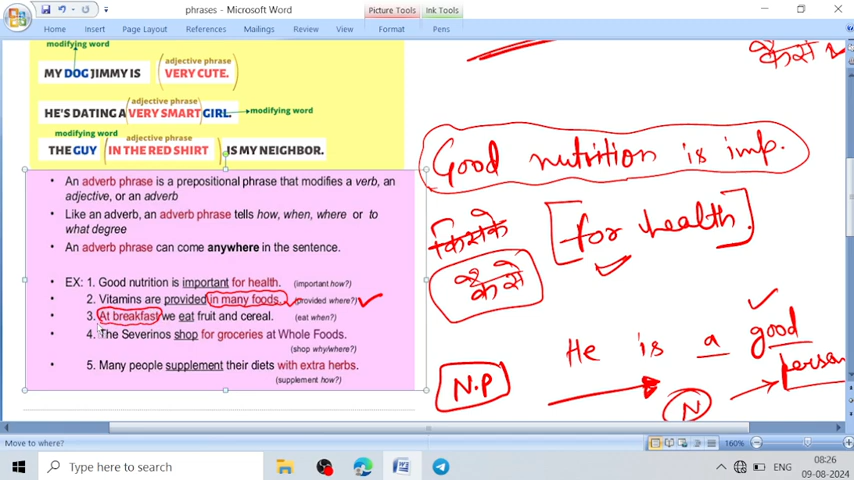 phrases - Microsoft Word
Picture Tools
Ink Tools
Home
Insert
Page Layout
References
Mailings
Review
View
Format
Pens
modifying word
adjective phrase
MY DOG JIMMY IS VERY CUTE.
adjective phrase
HE'S DATING A VERY SMART GIRL.
modifying word
modifying word
adjective phrase
THE GUY IN THE RED SHIRT IS MY NEIGHBOR.
• An adverb phrase is a prepositional phrase that modifies a verb, an
adjective, or an adverb
• Like an adverb, an adverb phrase tells how, when, where or to
what degree
• An adverb phrase can come anywhere in the sentence.
• EX: 1. Good nutrition is important for health. (important how?)
• 2. Vitamins are provided in many foods. (provided where?)
• 3. At breakfast we eat fruit and cereal. (eat when?)
• 4. The Severinos shop for groceries at Whole Foods.
(shop why/where?)
• 5. Many people supplement their diets with extra herbs.
(supplement how?)
कैसे
Good nutrition is imp.
for health.
कैसे
He is a good
person
N.P
N
Move to where?
160%
Type here to search
08:26
09-08-2024